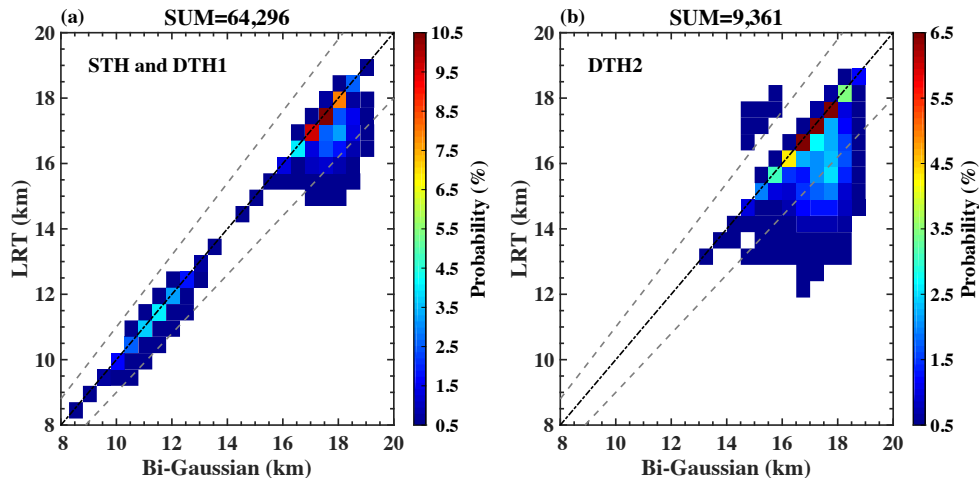 (a) SUM=64,296
STH and DTH1
20
18
16
14
12
10
8
LRT (km)
8 10 12 14 16 18 20
Bi-Gaussian (km)
10.5
9.5
8.5
7.5
6.5
5.5
4.5
3.5
2.5
1.5
0.5
Probability (%)
(b) SUM=9,361
DTH2
20
18
16
14
12
10
8
LRT (km)
8 10 12 14 16 18 20
Bi-Gaussian (km)
6.5
5.5
4.5
3.5
2.5
1.5
0.5
Probability (%)